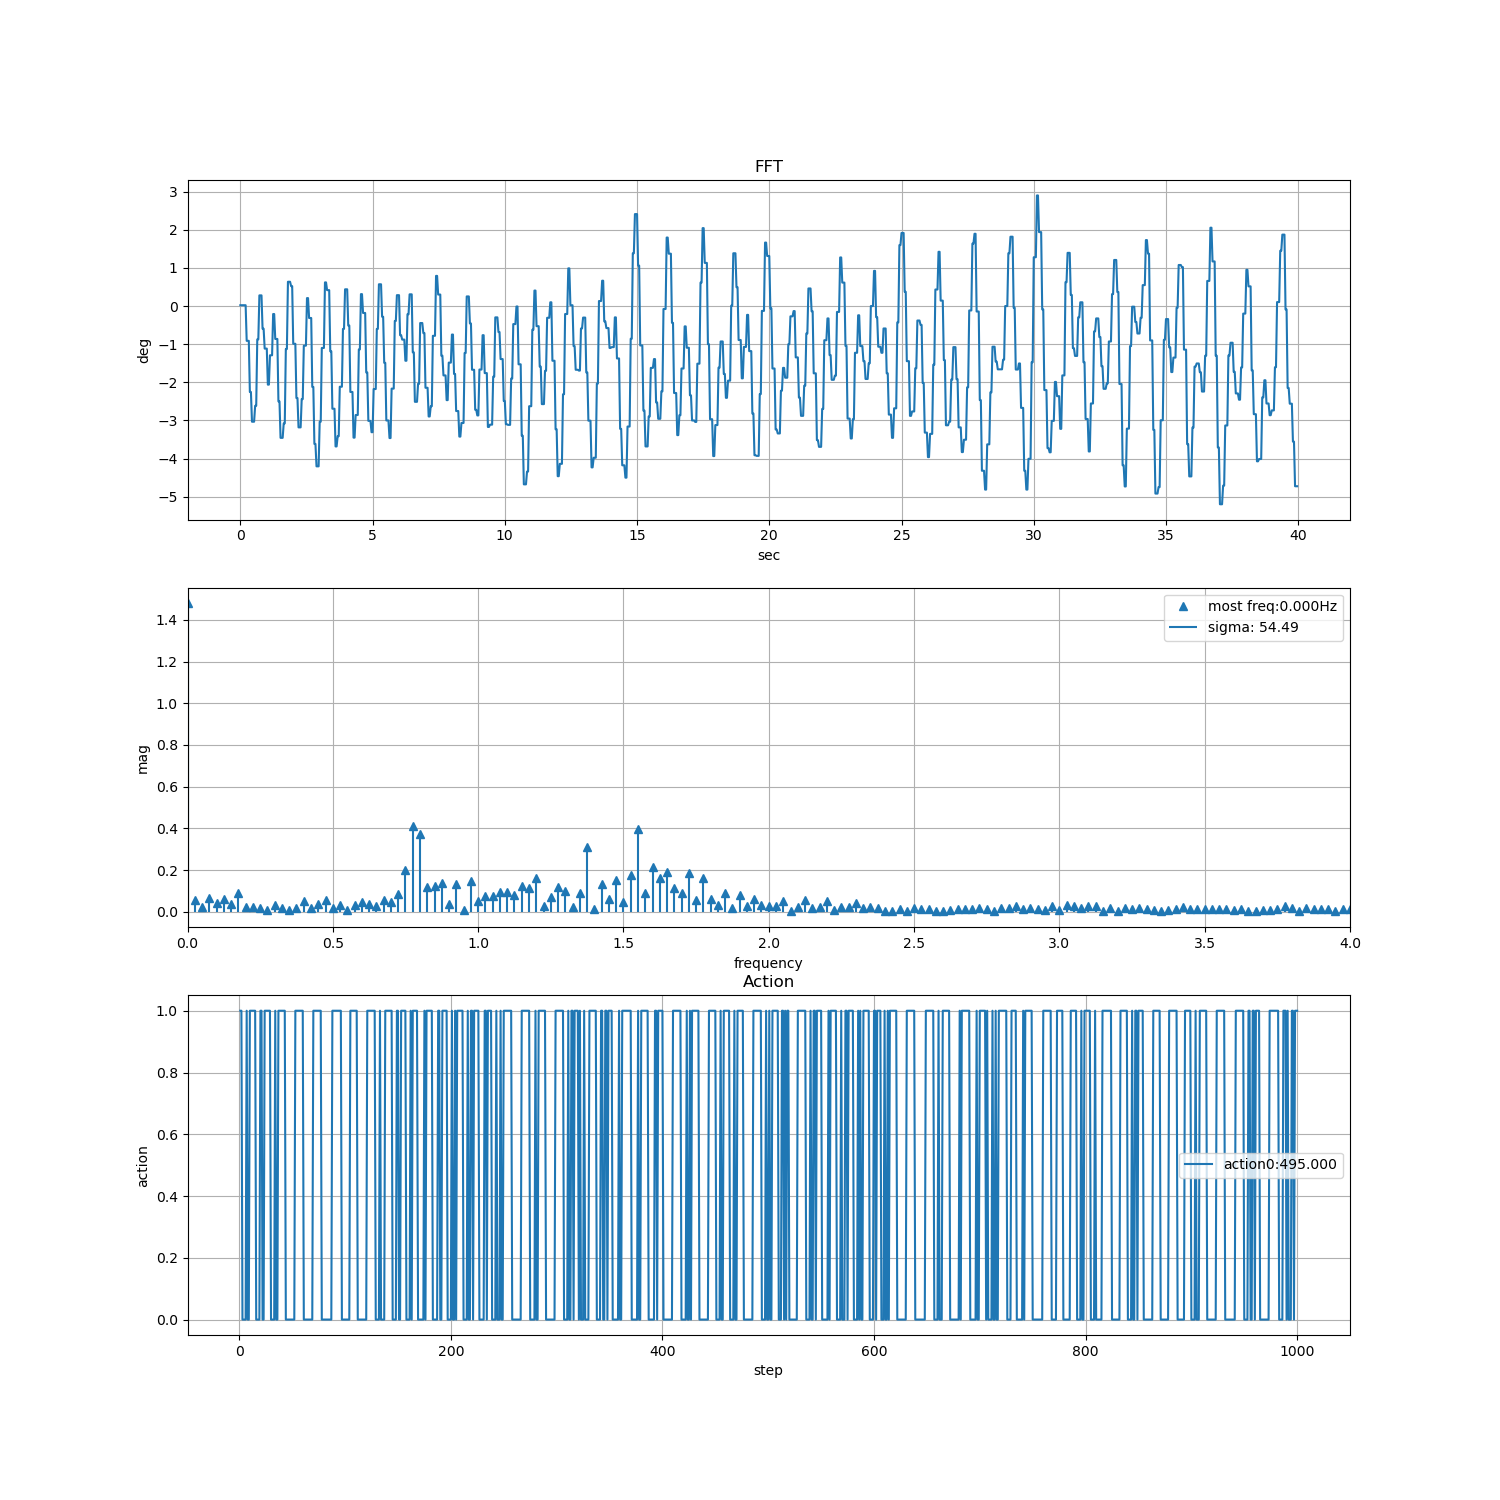 FFT
3
2
1
0
−1
−2
−3
−4
−5
deg
0 5 10 15 20 25 30 35 40
sec
most freq:0.000Hz
sigma: 54.49
1.4
1.2
1.0
0.8
0.6
0.4
0.2
0.0
mag
0.0 0.5 1.0 1.5 2.0 2.5 3.0 3.5 4.0
frequency
Action
1.0
0.8
0.6
0.4
0.2
0.0
action
action0:495.000
0 200 400 600 800 1000
step